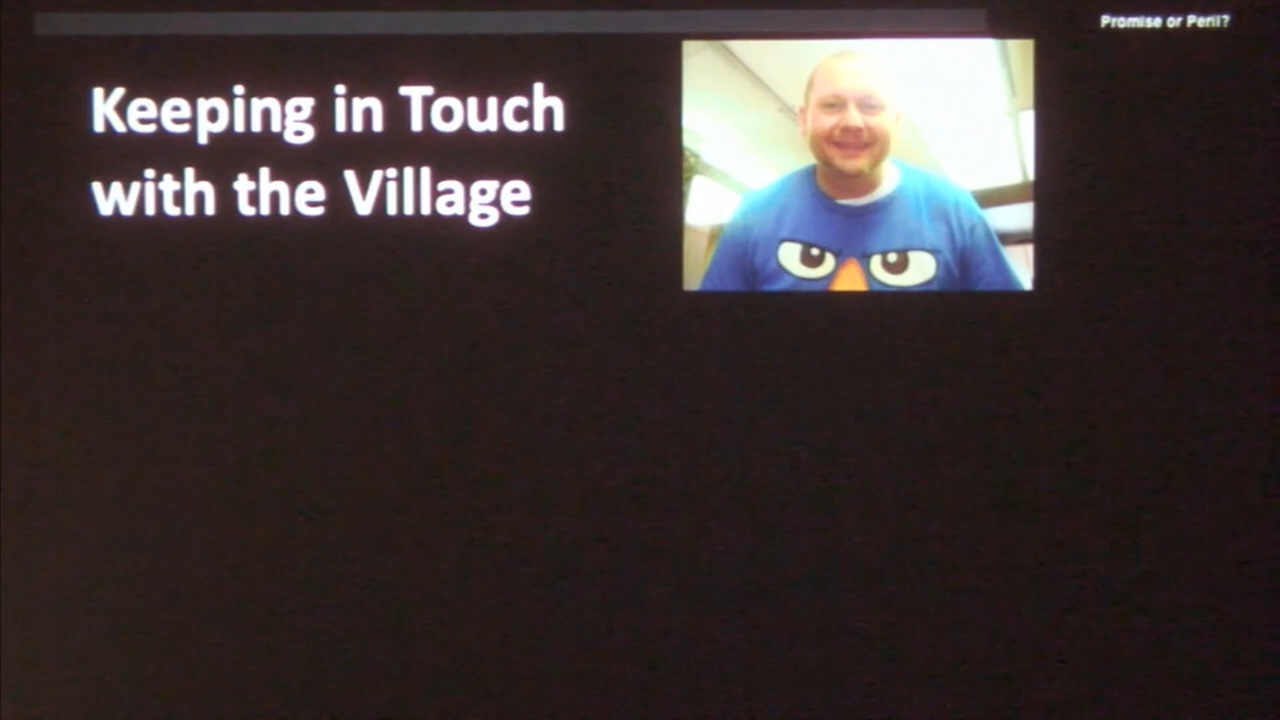 Promise or Peril?
Keeping in Touch
with the Village